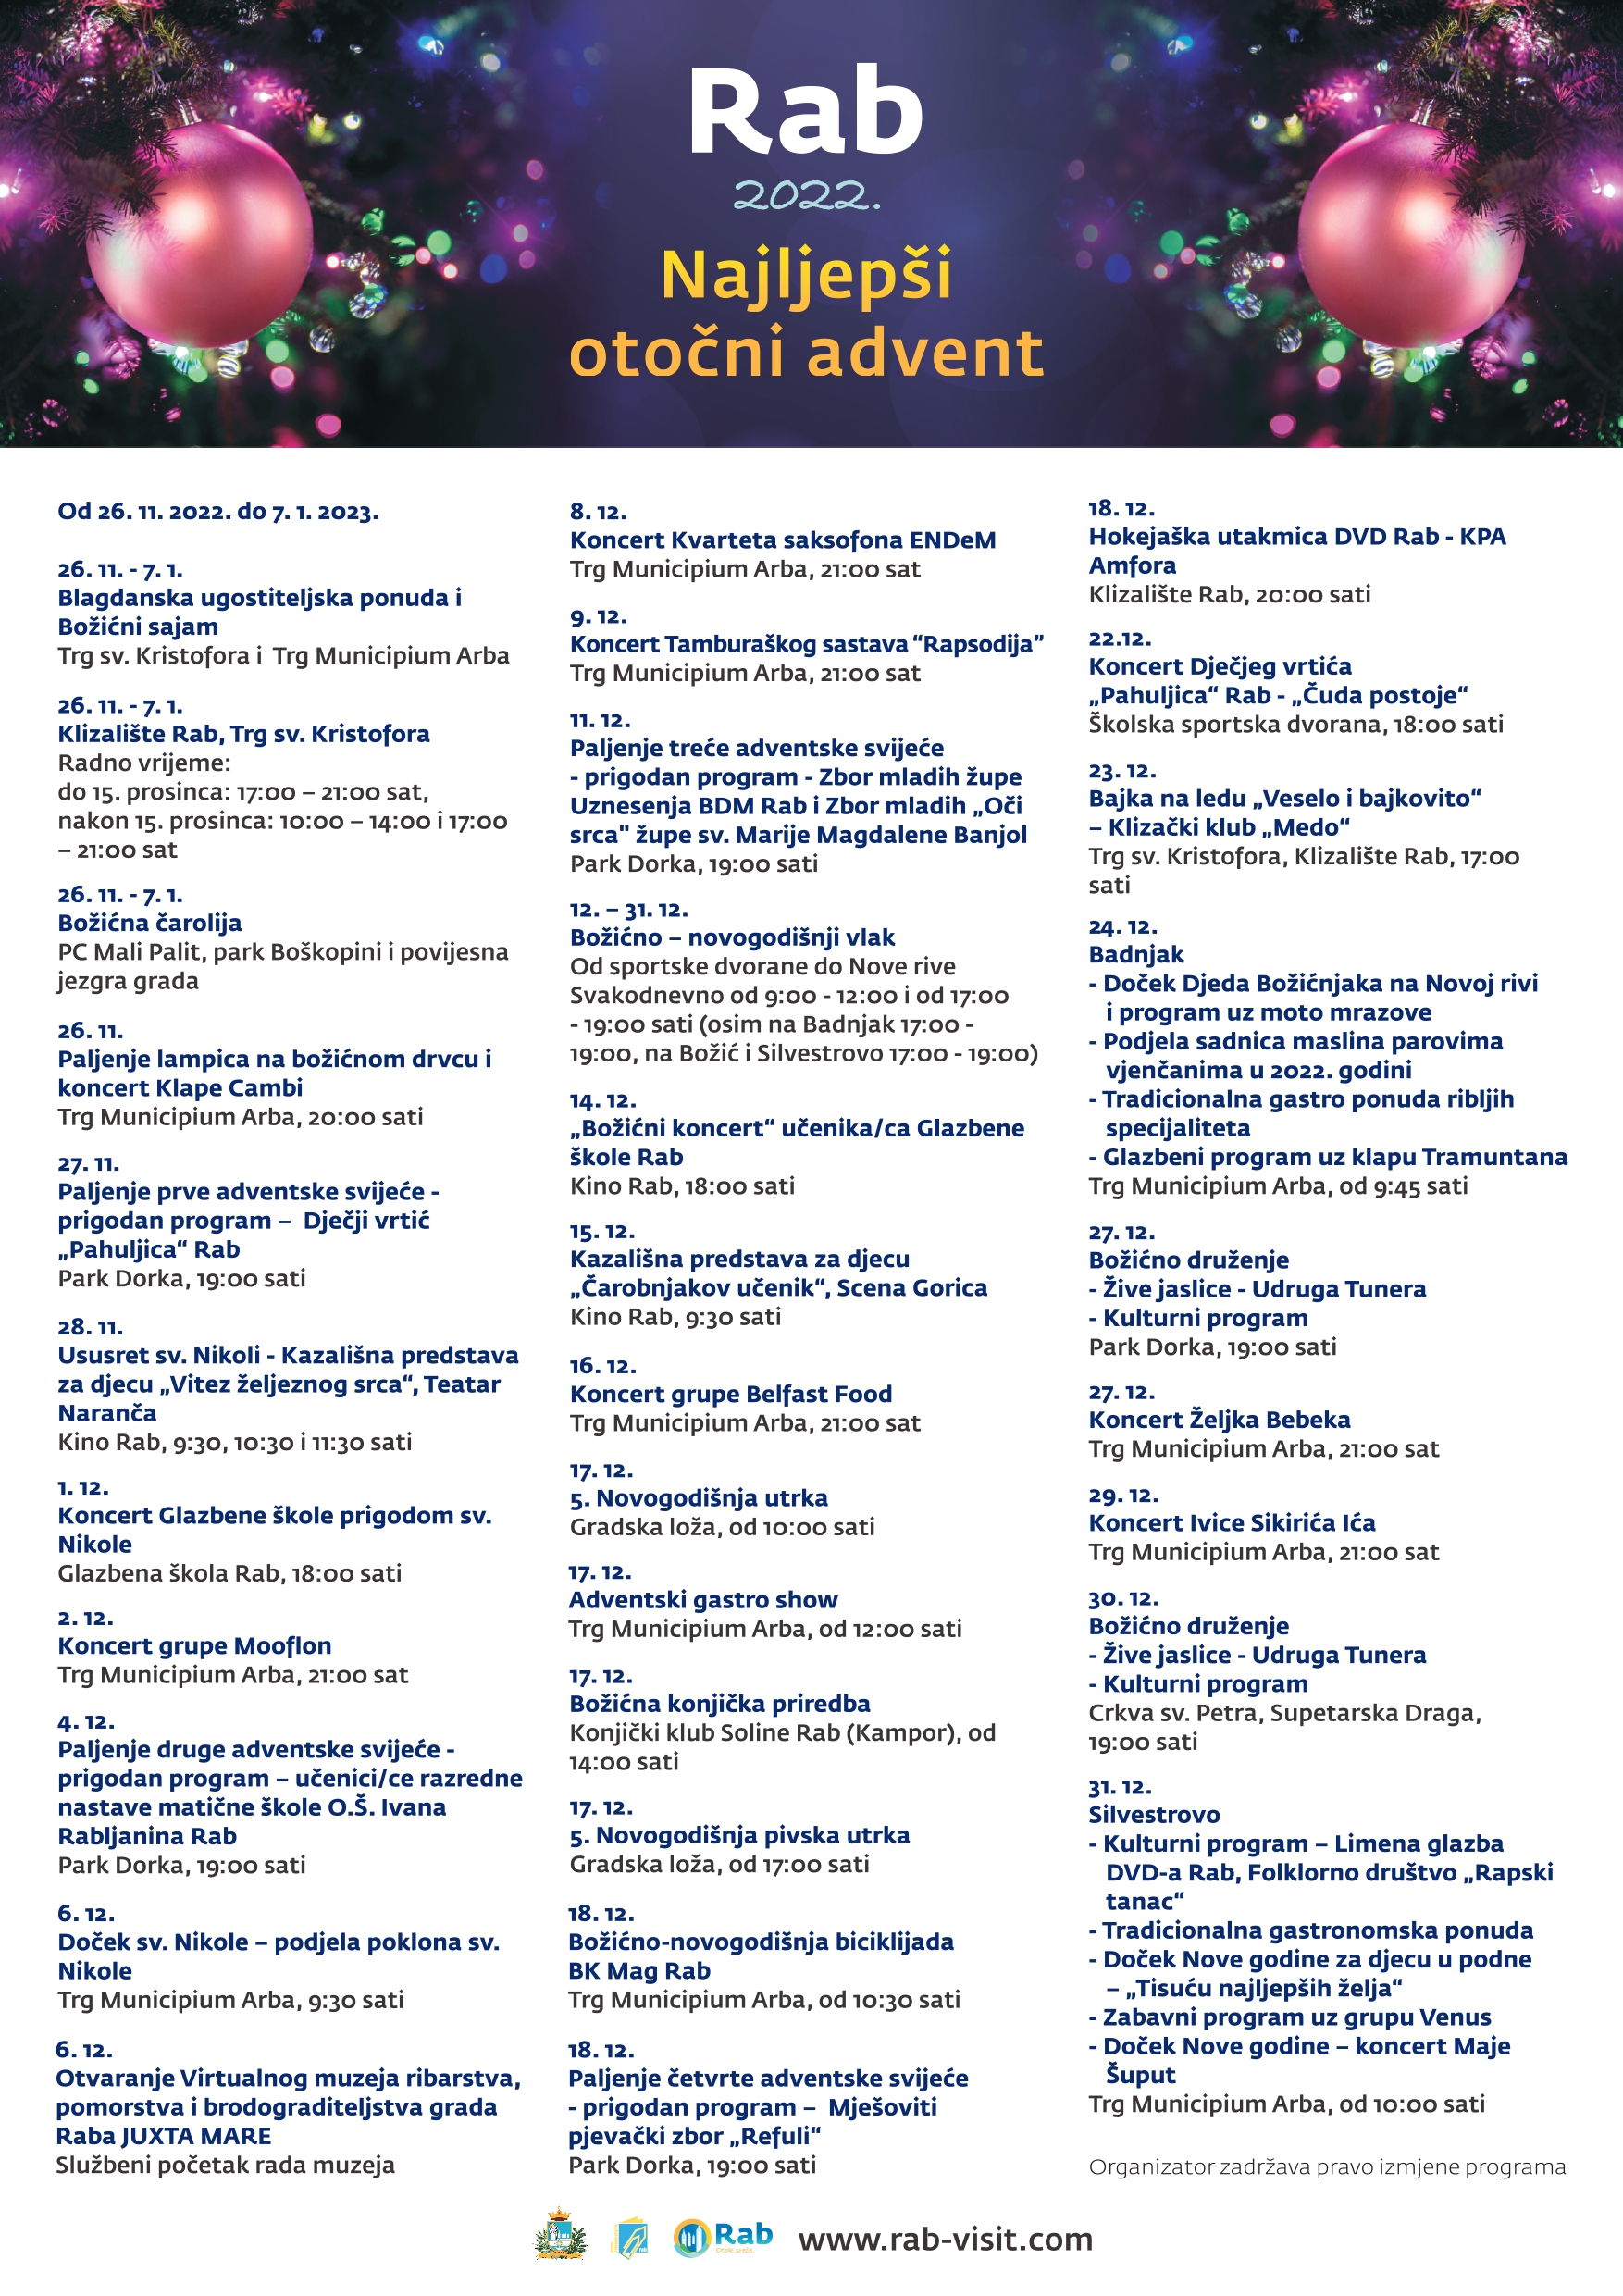 Rab
2022.
Najljepši
otočni advent
Od 26. 11. 2022. do 7. 1. 2023.
26. 11. - 7. 1.
Blagdanska ugostiteljska ponuda i
Božićni sajam
Trg sv. Kristofora i  Trg Municipium Arba
26. 11. - 7. 1.
Klizalište Rab, Trg sv. Kristofora
Radno vrijeme:
do 15. prosinca: 17:00 – 21:00 sat,
nakon 15. prosinca: 10:00 – 14:00 i 17:00
– 21:00 sat
26. 11. - 7. 1.
Božićna čarolija
PC Mali Palit, park Boškopini i povijesna
jezgra grada
26. 11.
Paljenje lampica na božićnom drvcu i
koncert Klape Cambi
Trg Municipium Arba, 20:00 sati
27. 11.
Paljenje prve adventske svijeće -
prigodan program –  Dječji vrtić
„Pahuljica“ Rab
Park Dorka, 19:00 sati
28. 11.
Ususret sv. Nikoli - Kazališna predstava
za djecu „Vitez željeznog srca“, Teatar
Naranča
Kino Rab, 9:30, 10:30 i 11:30 sati
1. 12.
Koncert Glazbene škole prigodom sv.
Nikole
Glazbena škola Rab, 18:00 sati
2. 12.
Koncert grupe Mooflon
Trg Municipium Arba, 21:00 sat
4. 12.
Paljenje druge adventske svijeće -
prigodan program – učenici/ce razredne
nastave matične škole O.Š. Ivana
Rabljanina Rab
Park Dorka, 19:00 sati
6. 12.
Doček sv. Nikole – podjela poklona sv.
Nikole
Trg Municipium Arba, 9:30 sati
6. 12.
Otvaranje Virtualnog muzeja ribarstva,
pomorstva i brodograditeljstva grada
Raba JUXTA MARE
Službeni početak rada muzeja
8. 12.
Koncert Kvarteta saksofona ENDeM
Trg Municipium Arba, 21:00 sat
9. 12.
Koncert Tamburaškog sastava “Rapsodija”
Trg Municipium Arba, 21:00 sat
11. 12.
Paljenje treće adventske svijeće
- prigodan program - Zbor mladih župe
Uznesenja BDM Rab i Zbor mladih „Oči
srca" župe sv. Marije Magdalene Banjol
Park Dorka, 19:00 sati
12. – 31. 12.
Božićno – novogodišnji vlak
Od sportske dvorane do Nove rive
Svakodnevno od 9:00 - 12:00 i od 17:00
- 19:00 sati (osim na Badnjak 17:00 -
19:00, na Božić i Silvestrovo 17:00 - 19:00)
14. 12.
„Božićni koncert“ učenika/ca Glazbene
škole Rab
Kino Rab, 18:00 sati
15. 12.
Kazališna predstava za djecu
„Čarobnjakov učenik“, Scena Gorica
Kino Rab, 9:30 sati
16. 12.
Koncert grupe Belfast Food
Trg Municipium Arba, 21:00 sat
17. 12.
5. Novogodišnja utrka
Gradska loža, od 10:00 sati
17. 12.
Adventski gastro show
Trg Municipium Arba, od 12:00 sati
17. 12.
Božićna konjička priredba
Konjički klub Soline Rab (Kampor), od
14:00 sati
17. 12.
5. Novogodišnja pivska utrka
Gradska loža, od 17:00 sati
18. 12.
Božićno-novogodišnja biciklijada
BK Mag Rab
Trg Municipium Arba, od 10:30 sati
18. 12.
Paljenje četvrte adventske svijeće
- prigodan program –  Mješoviti
pjevački zbor „Refuli“
Park Dorka, 19:00 sati
18. 12.
Hokejaška utakmica DVD Rab - KPA
Amfora
Klizalište Rab, 20:00 sati
22.12.
Koncert Dječjeg vrtića
„Pahuljica“ Rab - „Čuda postoje“
Školska sportska dvorana, 18:00 sati
23. 12.
Bajka na ledu „Veselo i bajkovito“
– Klizački klub „Medo“
Trg sv. Kristofora, Klizalište Rab, 17:00
sati
24. 12.
Badnjak
- Doček Djeda Božićnjaka na Novoj rivi
i program uz moto mrazove
- Podjela sadnica maslina parovima
vjenčanima u 2022. godini
- Tradicionalna gastro ponuda ribljih
specijaliteta
- Glazbeni program uz klapu Tramuntana
Trg Municipium Arba, od 9:45 sati
27. 12.
Božićno druženje
- Žive jaslice - Udruga Tunera
- Kulturni program
Park Dorka, 19:00 sati
27. 12.
Koncert Željka Bebeka
Trg Municipium Arba, 21:00 sat
29. 12.
Koncert Ivice Sikirića Ića
Trg Municipium Arba, 21:00 sat
30. 12.
Božićno druženje
- Žive jaslice - Udruga Tunera
- Kulturni program
Crkva sv. Petra, Supetarska Draga,
19:00 sati
31. 12.
Silvestrovo
- Kulturni program – Limena glazba
DVD-a Rab, Folklorno društvo „Rapski
tanac“
- Tradicionalna gastronomska ponuda
- Doček Nove godine za djecu u podne
– „Tisuću najljepših želja“
- Zabavni program uz grupu Venus
- Doček Nove godine – koncert Maje
Šuput
Trg Municipium Arba, od 10:00 sati
Organizator zadržava pravo izmjene programa
Rab
www.rab-visit.com